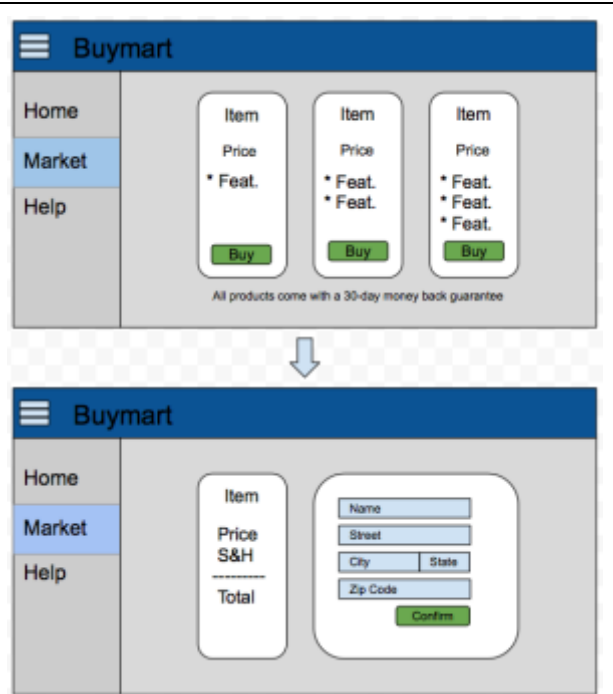 Buymart
Home
Market
Help
Item
Price
* Feat.
Buy
Item
Price
* Feat.
* Feat.
Buy
Item
Price
* Feat.
* Feat.
* Feat.
Buy
All products come with a 30-day money back guarantee
Buymart
Home
Market
Help
Item
Price
S&H
---------
Total
Name
Street
City State
Zip Code
Confirm